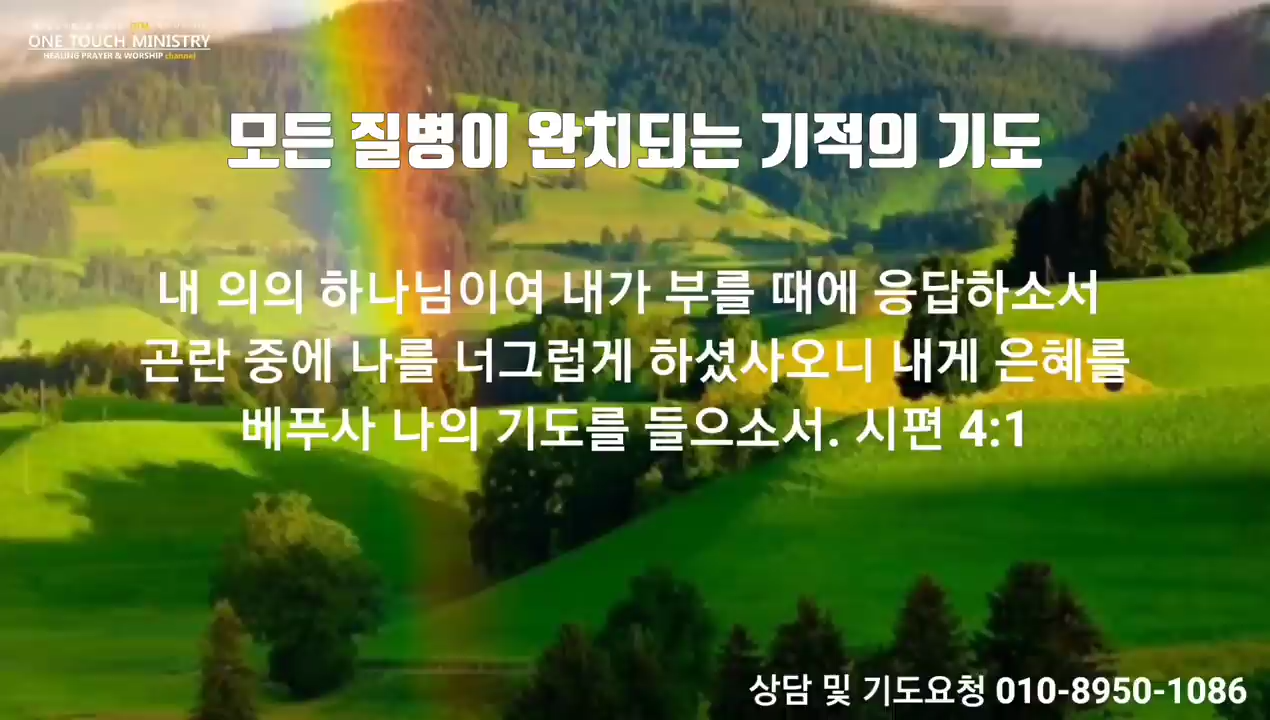 ONE TOUCH MINISTRY
HEALING PRAYER & WORSHIP channel
모든 질병이 완치되는 기적의 기도
내 의의 하나님이여 내가 부를 때에 응답하소서
곤란 중에 나를 너그럽게 하셨사오니 내게 은혜를
베푸사 나의 기도를 들으소서. 시편 4:1
상담 및 기도요청 010-8950-1086